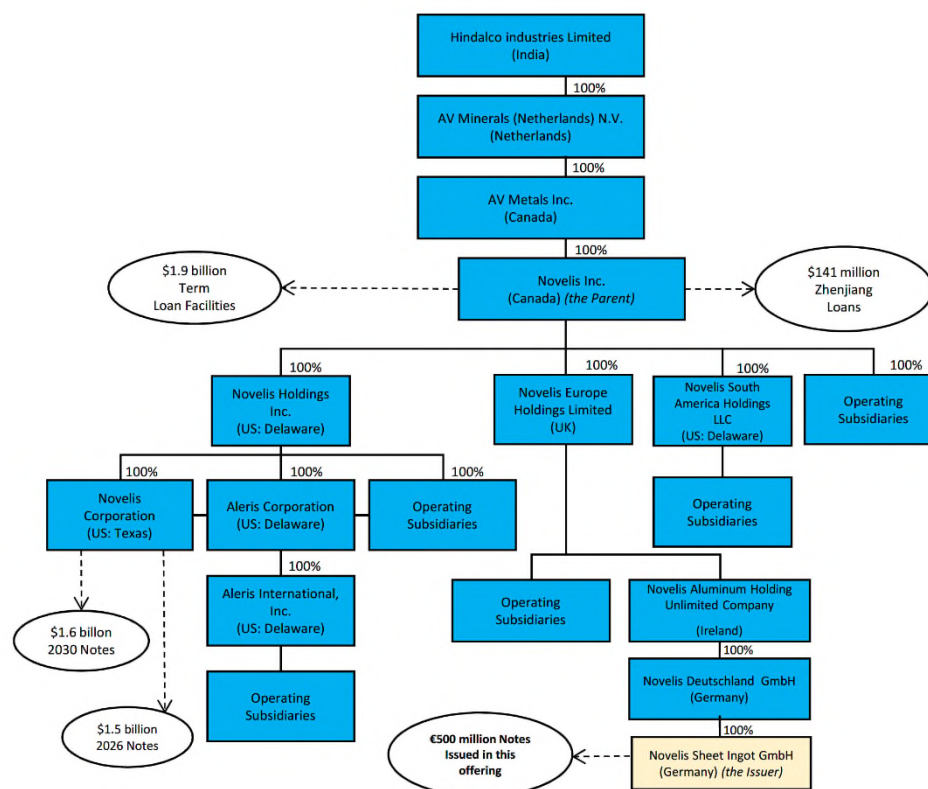 Hindalco industries Limited
(India)
100%
AV Minerals (Netherlands) N.V.
(Netherlands)
100%
AV Metals Inc.
(Canada)
100%
$1.9 billion
Term
Loan Facilities
Novelis Inc.
(Canada) (the Parent)
$141 million
Zhenjiang
Loans
100%
100%
100%
100%
Novelis Holdings
Inc.
(US: Delaware)
Novelis Europe
Holdings Limited
(UK)
Novelis South
America Holdings
LLC
(US: Delaware)
Operating
Subsidiaries
100%
100%
100%
100%
Novelis
Corporation
(US: Texas)
Aleris Corporation
(US: Delaware)
Operating
Subsidiaries
Operating
Subsidiaries
100%
100%
Aleris International,
Inc.
(US: Delaware)
Operating
Subsidiaries
Novelis Aluminum Holding
Unlimited Company
(Ireland)
$1.6 billon
2030 Notes
100%
Operating
Subsidiaries
Novelis Deutschland GmbH
(Germany)
$1.5 billion
2026 Notes
100%
€500 million Notes
Issued in this
offering
Novelis Sheet Ingot GmbH
(Germany) (the Issuer)